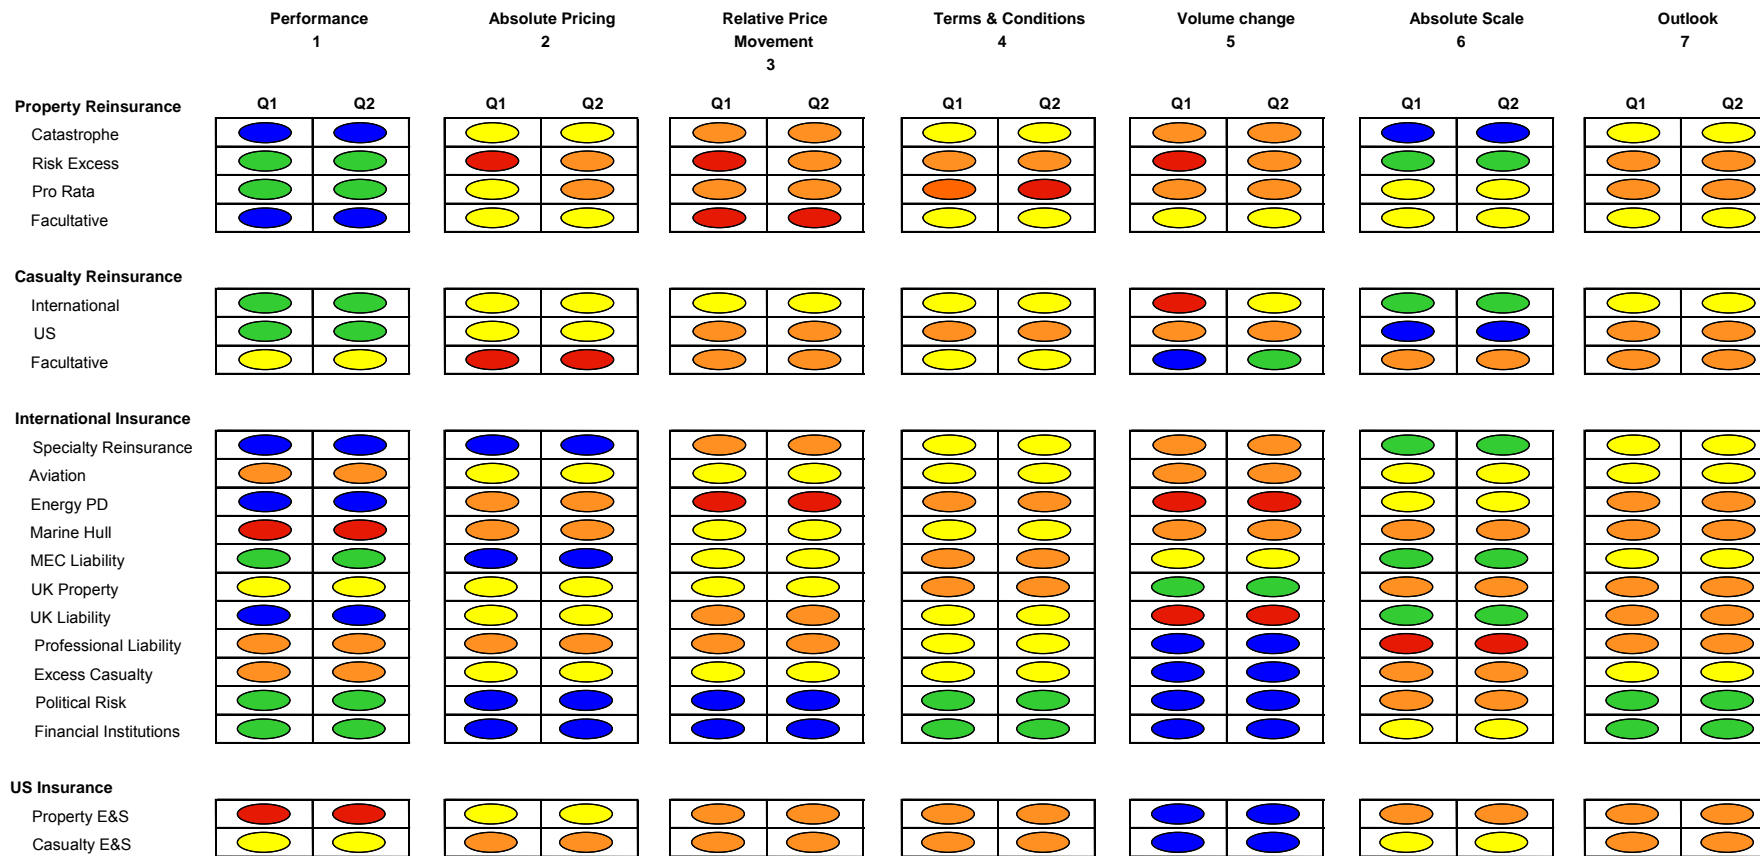 Performance
1
Absolute Pricing
2
Relative Price
Movement
3
Terms & Conditions
4
Volume change
5
Absolute Scale
6
Outlook
7
Property Reinsurance Q1 Q2 Q1 Q2 Q1 Q2 Q1 Q2 Q1 Q2 Q1 Q2 Q1 Q2
Catastrophe
Risk Excess
Pro Rata
Facultative
Casualty Reinsurance
International
US
Facultative
International Insurance
Specialty Reinsurance
Aviation
Energy PD
Marine Hull
MEC Liability
UK Property
UK Liability
Professional Liability
Excess Casualty
Political Risk
Financial Institutions
US Insurance
Property E&S
Casualty E&S